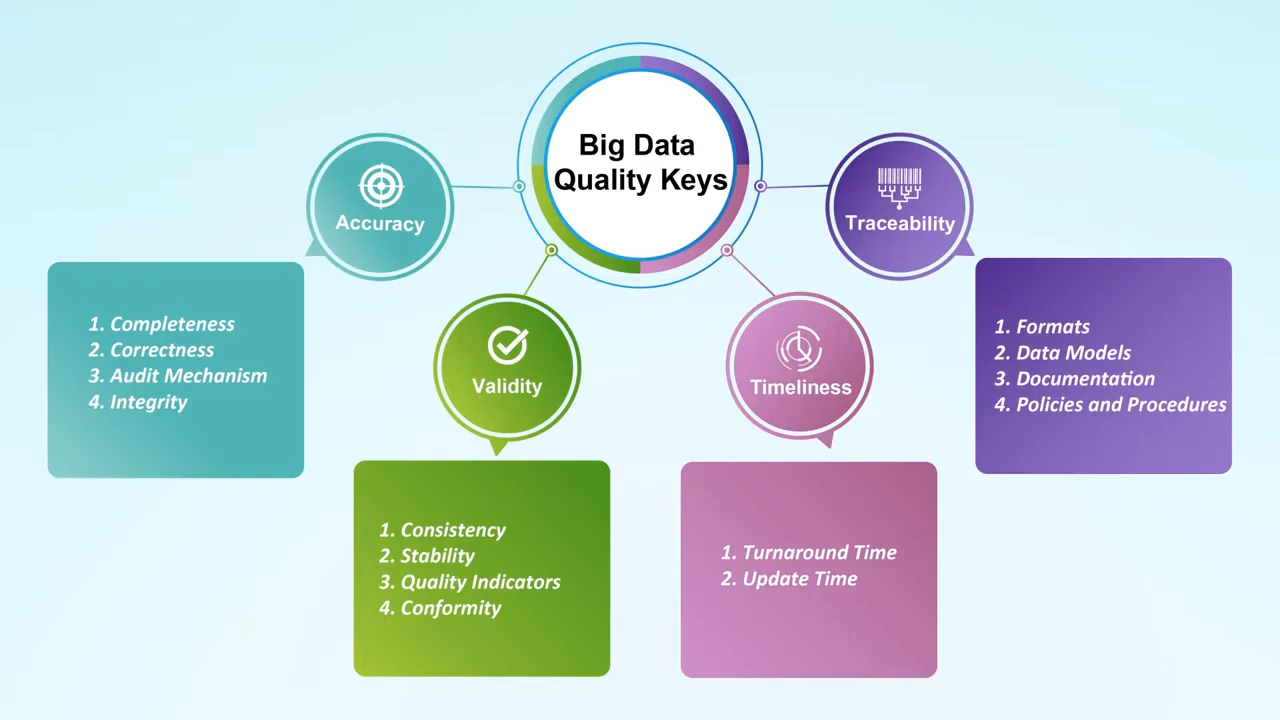 Big Data
Quality Keys
Accuracy
1. Completeness
2. Correctness
3. Audit Mechanism
4. Integrity
Validity
1. Consistency
2. Stability
3. Quality Indicators
4. Conformity
Timeliness
1. Turnaround Time
2. Update Time
Traceability
1. Formats
2. Data Models
3. Documentation
4. Policies and Procedures